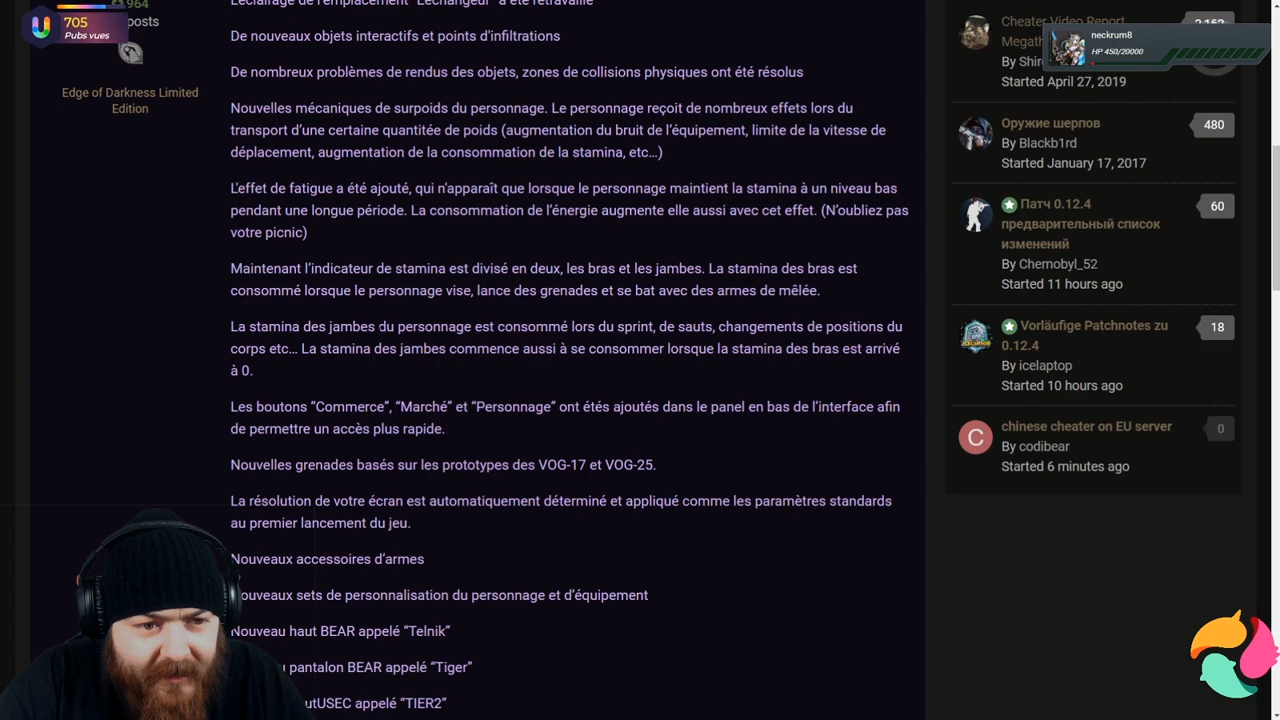 L'éclairage de l'emplacement "L'échangeur" a été retravaillé
964
posts
705
Pubs vues
Edge of Darkness Limited
Edition
De nouveaux objets interactifs et points d'infiltrations
De nombreux problèmes de rendus des objets, zones de collisions physiques ont été résolus
Nouvelles mécaniques de surpoids du personnage. Le personnage reçoit de nombreux effets lors du
transport d'une certaine quantitée de poids (augmentation du bruit de l'équipement, limite de la vitesse de
déplacement, augmentation de la consommation de la stamina, etc…)
L'effet de fatigue a été ajouté, qui n'apparaît que lorsque le personnage maintient la stamina à un niveau bas
pendant une longue période. La consommation de l'énergie augmente elle aussi avec cet effet. (N'oubliez pas
votre picnic)
Maintenant l'indicateur de stamina est divisé en deux, les bras et les jambes. La stamina des bras est
consommé lorsque le personnage vise, lance des grenades et se bat avec des armes de mêlée.
La stamina des jambes du personnage est consommé lors du sprint, de sauts, changements de positions du
corps etc… La stamina des jambes commence aussi à se consommer lorsque la stamina des bras est arrivé
à 0.
Les boutons “Commerce”, “Marché” et “Personnage” ont étés ajoutés dans le panel en bas de l'interface afin
de permettre un accès plus rapide.
Nouvelles grenades basés sur les prototypes des VOG-17 et VOG-25.
La résolution de votre écran est automatiquement déterminé et appliqué comme les paramètres standards
au premier lancement du jeu.
Nouveaux accessoires d'armes
ouveaux sets de personnalisation du personnage et d'équipement
Nouveau haut BEAR appelé “Telnik”
pantalon BEAR appelé “Tiger”
utUSEC appelé “TIER2”
Cheater Video Report
Megath
By Shir
Started April 27, 2019
neckrum8
HP 450/20000
Оружие шерпов
480
By Blackb1rd
Started January 17, 2017
Патч 0.12.4
60
предварительный список
изменений
By Chernobyl_52
Started 11 hours ago
Vorläufige Patchnotes zu
18
0.12.4
By icelaptop
Started 10 hours ago
C
chinese cheater on EU server
0
By codibear
Started 6 minutes ago